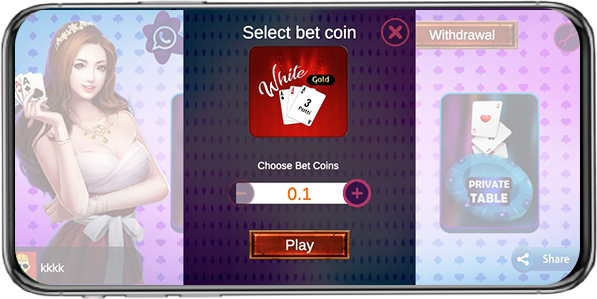 Select bet coin
Withdrawal
White
Gold
3
Patti
Choose Bet Coins
0.1
Play
PRIVATE
TABLE
kkkk
Share